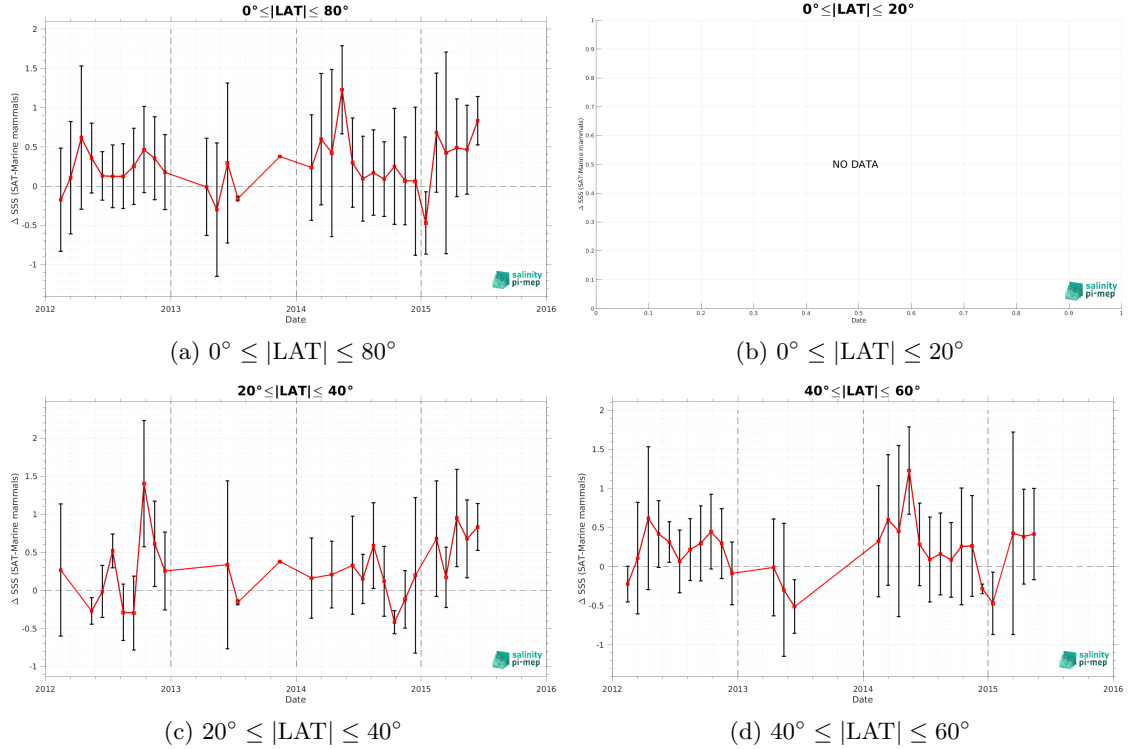 0°≤|LAT|≤ 80°
Δ SSS (SAT-Marine mammals)
2
1.5
1
0.5
0
-0.5
-1
2012 2013 2014 2015 2016
Date
salinity
pi-mep
(a) 0° ≤ |LAT| ≤ 80°
0°≤|LAT|≤ 20°
Δ SSS (SAT-Marine mammals)
1
0.9
0.8
0.7
0.6
0.5
0.4
0.3
0.2
0.1
0
NO DATA
0 0.1 0.2 0.3 0.4 0.5 0.6 0.7 0.8 0.9 1
Date
salinity
pi-mep
(b) 0° ≤ |LAT| ≤ 20°
20°≤|LAT|≤ 40°
Δ SSS (SAT-Marine mammals)
2
1.5
1
0.5
0
-0.5
-1
2012 2013 2014 2015 2016
Date
salinity
pi-mep
(c) 20° ≤ |LAT| ≤ 40°
40°≤|LAT|≤ 60°
Δ SSS (SAT-Marine mammals)
2
1.5
1
0.5
0
-0.5
-1
2012 2013 2014 2015 2016
Date
salinity
pi-mep
(d) 40° ≤ |LAT| ≤ 60°